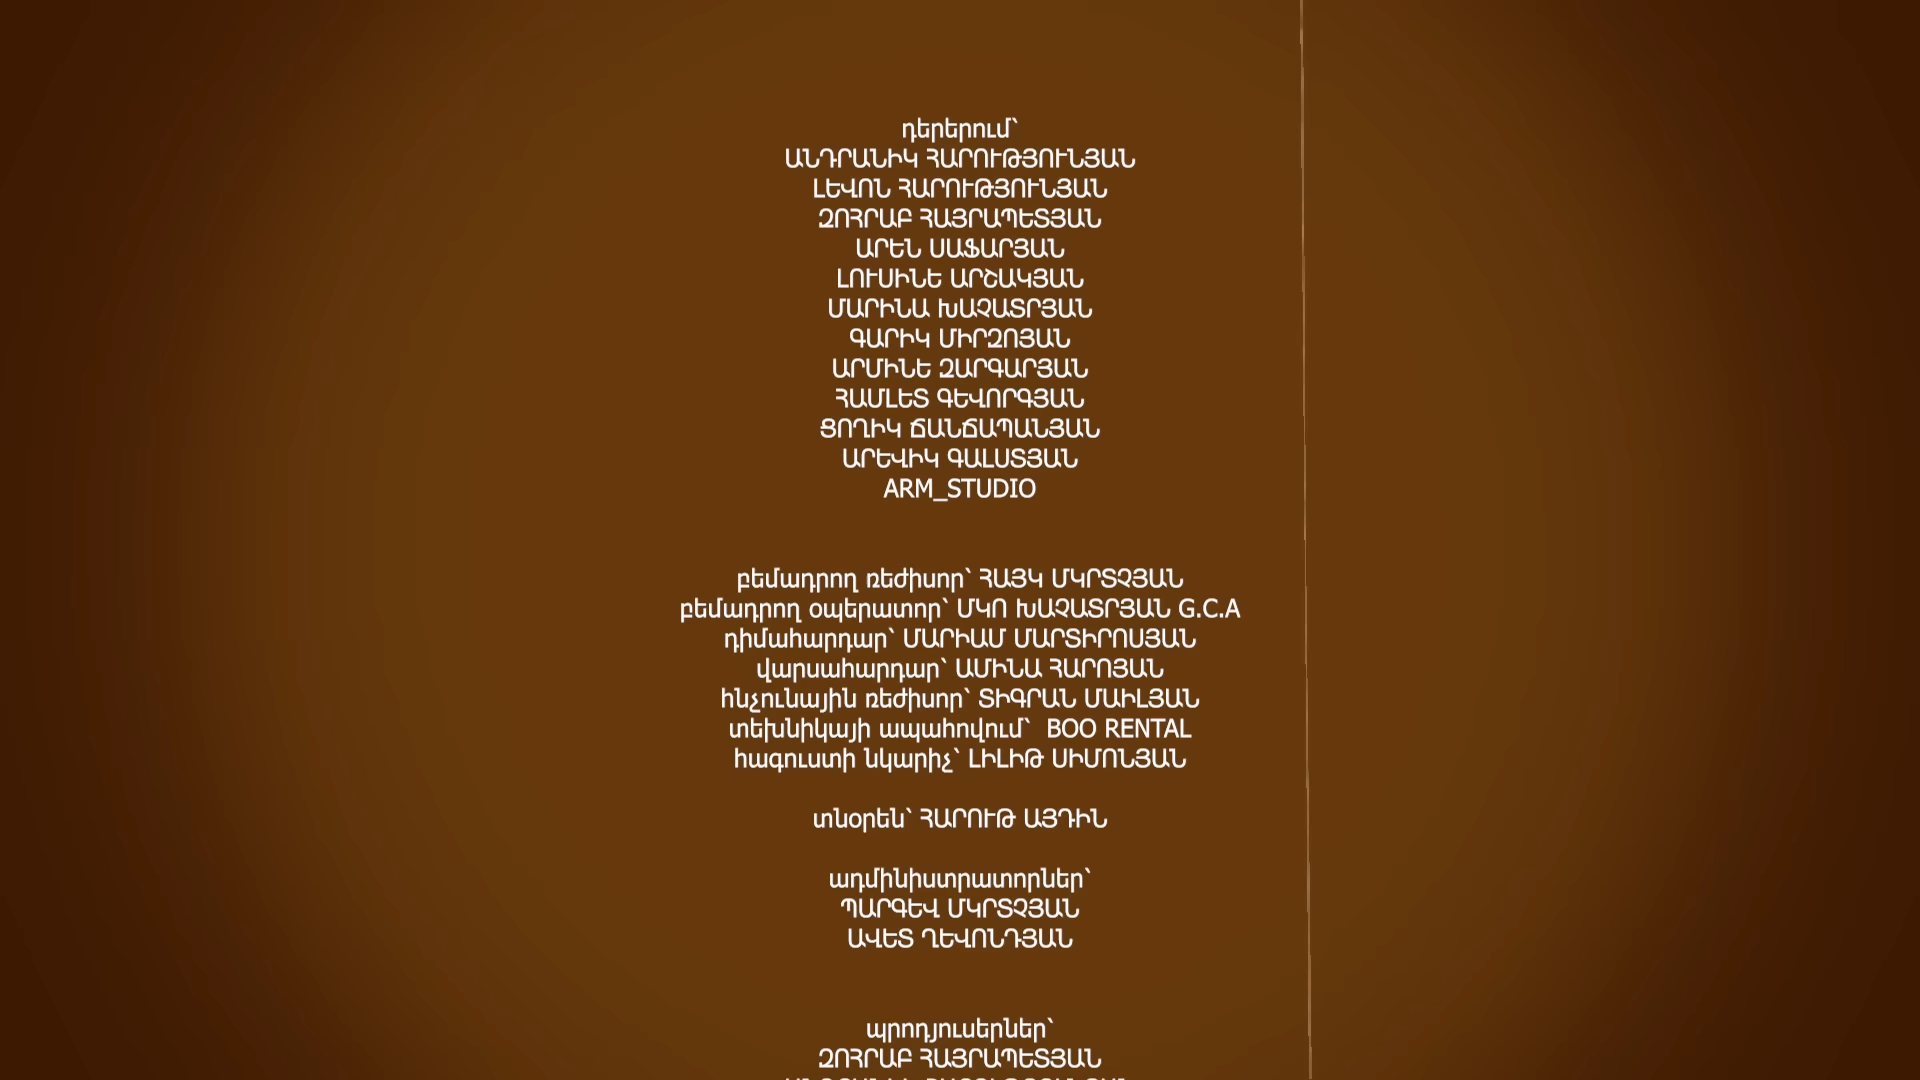 դերերում՝
ԱՆԴՐԱՆԻԿ ՀԱՐՈՒԹՅՈՒՆՅԱՆ
ԼԵՎՈՆ ՀԱՐՈՒԹՅՈՒՆՅԱՆ
ԶՈՀՐԱԲ ՀԱՅՐԱՊԵՏՅԱՆ
ԱՐԵՆ ՍԱՖԱՐՅԱՆ
ԼՈՒՍԻՆԵ ԱՐՇԱԿՅԱՆ
ՄԱՐԻՆԱ ԽԱՉԱՏՐՅԱՆ
ԳԱՐԻԿ ՄԻՐԶՈՅԱՆ
ԱՐՄԻՆԵ ԶԱՐԳԱՐՅԱՆ
ՀԱՄԼԵՏ ԳԵՎՈՐԳՅԱՆ
ՑՈՂԻԿ ՃԱՆՃԱՊԱՆՅԱՆ
ԱՐԵՎԻԿ ԳԱԼՍՏՅԱՆ
ARM_STUDIO
բեմադրող ռեժիսոր՝ ՀԱՅԿ ՄԿՐՏՉՅԱՆ
բեմադրող օպերատոր՝ ՄԿՈ ԽԱՉԱՏՐՅԱՆ G.C.A
դիմահարդար՝ ՄԱՐԻԱՄ ՄԱՐՏԻՐՈՍՅԱՆ
վարսահարդար՝ ԱՄԻՆԱ ՀԱՐՈՅԱՆ
հնչունային ռեժիսոր՝ ՏԻԳՐԱՆ ՄԱԻԼՅԱՆ
տեխնիկայի ապահովում՝ BOO RENTAL
հագուստի նկարիչ՝ ԼԻԼԻԹ ՍԻՄՈՆՅԱՆ
տնօրեն՝ ՀԱՐՈՒԹ ԱՅԴԻՆ
ադմինիստրատորներ՝
ՊԱՐԳԵՎ ՄԿՐՏՉՅԱՆ
ԱՎԵՏ ՂԵՎՈՆԴՅԱՆ
պրոդյուսերներ՝
ԶՈՀՐԱԲ ՀԱՅՐԱՊԵՏՅԱՆ